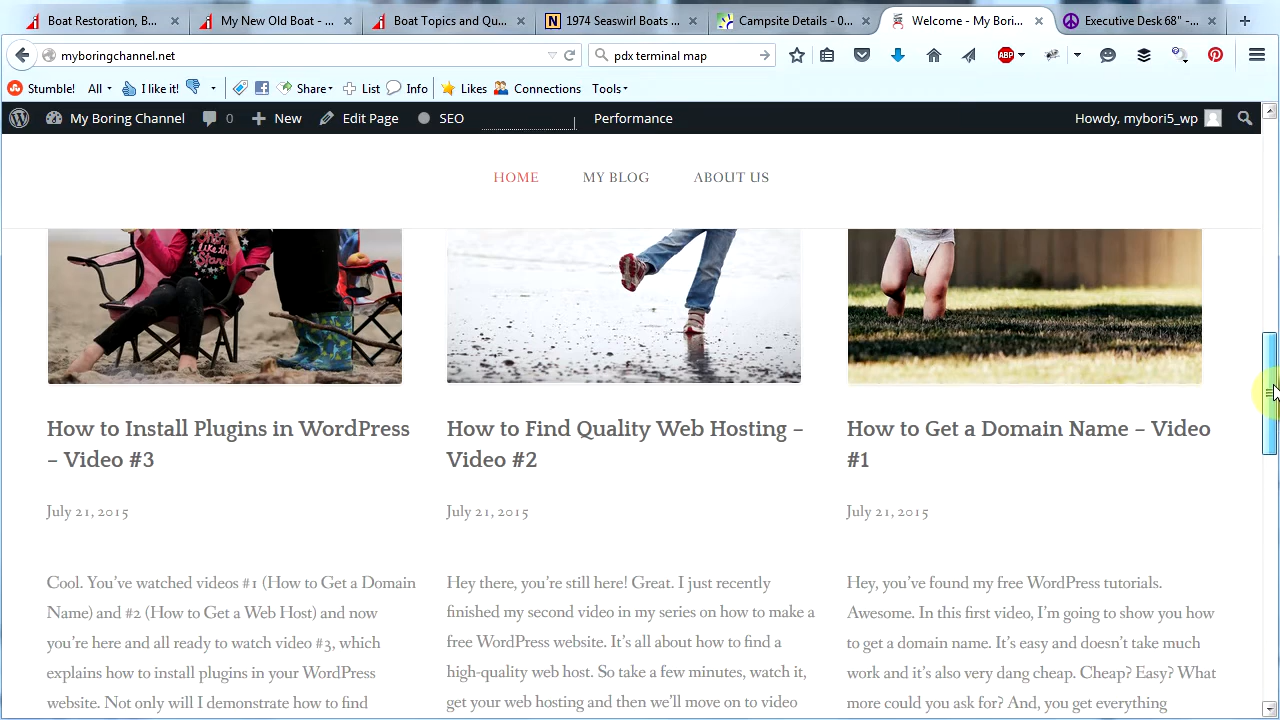 Boat Restoration, B...
My New Old Boat - ...
Boat Topics and Qu...
1974 Seaswirl Boats ...
Campsite Details - 0...
Welcome - My Bori...
Executive Desk 68" -...
myboringchannel.net
pdx terminal map
ABP
Stumble!
All
I like it!
Share
List
Info
Likes
Connections
Tools
My Boring Channel
0
New
Edit Page
SEO
Performance
Howdy, mybori5_wp
HOME
MY BLOG
ABOUT US
How to Install Plugins in WordPress
– Video #3
July 21, 2015
Cool. You've watched videos #1 (How to Get a Domain
Name) and #2 (How to Get a Web Host) and now
you're here and all ready to watch video #3, which
explains how to install plugins in your WordPress
website. Not only will I demonstrate how to find
How to Find Quality Web Hosting –
Video #2
July 21, 2015
Hey there, you're still here! Great. I just recently
finished my second video in my series on how to make a
free WordPress website. It's all about how to find a
high-quality web host. So take a few minutes, watch it,
get your web hosting and then we'll move on to video
How to Get a Domain Name – Video
#1
July 21, 2015
Hey, you've found my free WordPress tutorials.
Awesome. In this first video, I'm going to show you how
to get a domain name. It's easy and doesn't take much
work and it's also very dang cheap. Cheap? Easy? What
more could you ask for? And, you get everything